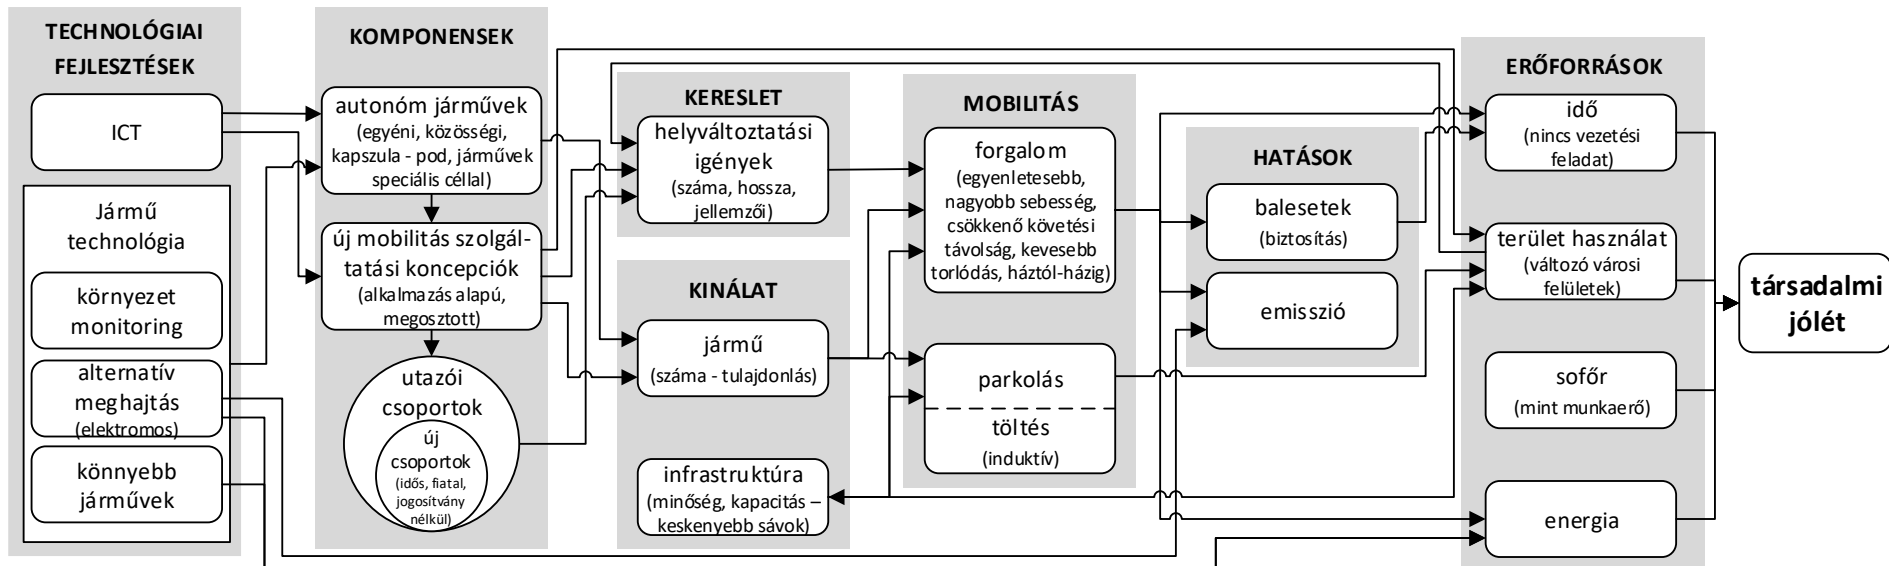 TECHNOLÓGIAI
FEJLESZTÉSEK
ICT
Jármű
technológia
környezet
monitoring
alternatív
meghajtás
(elektromos)
könnyebb
járművek
KOMPONENSEK
autonóm járművek
(egyéni, közösségi,
kapszula - pod, járművek
speciális céllal)
új mobilitás szolgál-
tatási koncepciók
(alkalmazás alapú,
megosztott)
utazói
csoportok
új
csoportok
(idős, fiatal,
jogosítvány
nélkül)
KERESLET
helyváltoztatási
igények
(száma, hossza,
jellemzői)
KINÁLAT
jármű
(száma - tulajdonlás)
infrastruktúra
(minőség, kapacitás –
keskenyebb sávok)
MOBILITÁS
forgalom
(egyenletesebb,
nagyobb sebesség,
csökkenő követési
távolság, kevesebb
torlódás, háztól-házig)
parkolás
töltés
(induktív)
HATÁSOK
balesetek
(biztosítás)
emisszió
ERŐFORRÁSOK
idő
(nincs vezetési
feladat)
terület használat
(változó városi
felületek)
sofőr
(mint munkaerő)
energia
társadalmi
jólét